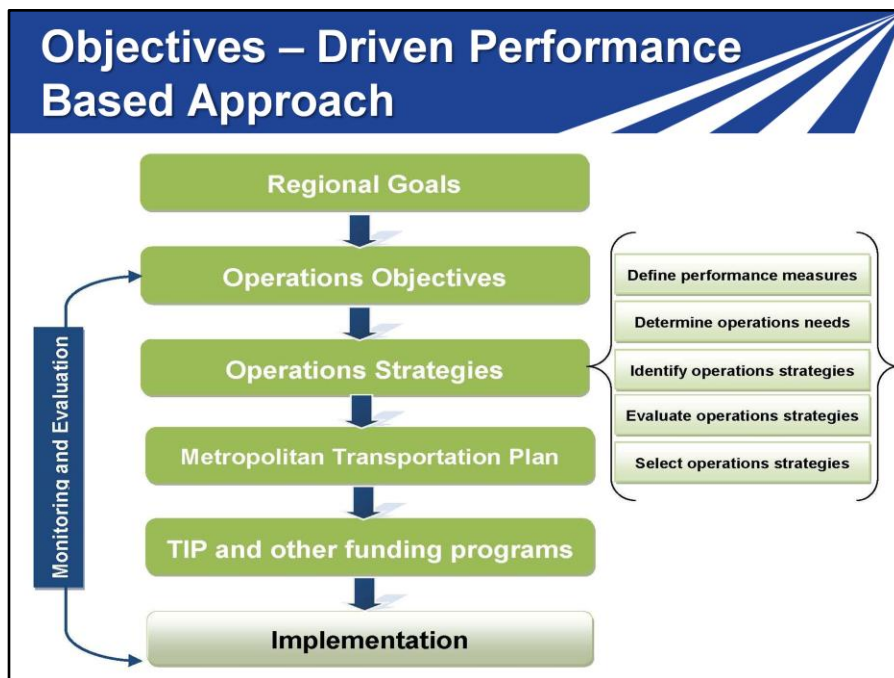 Objectives – Driven Performance
Based Approach
Regional Goals
Operations Objectives
Operations Strategies
Metropolitan Transportation Plan
TIP and other funding programs
Implementation
Monitoring and Evaluation
Define performance measures
Determine operations needs
Identify operations strategies
Evaluate operations strategies
Select operations strategies